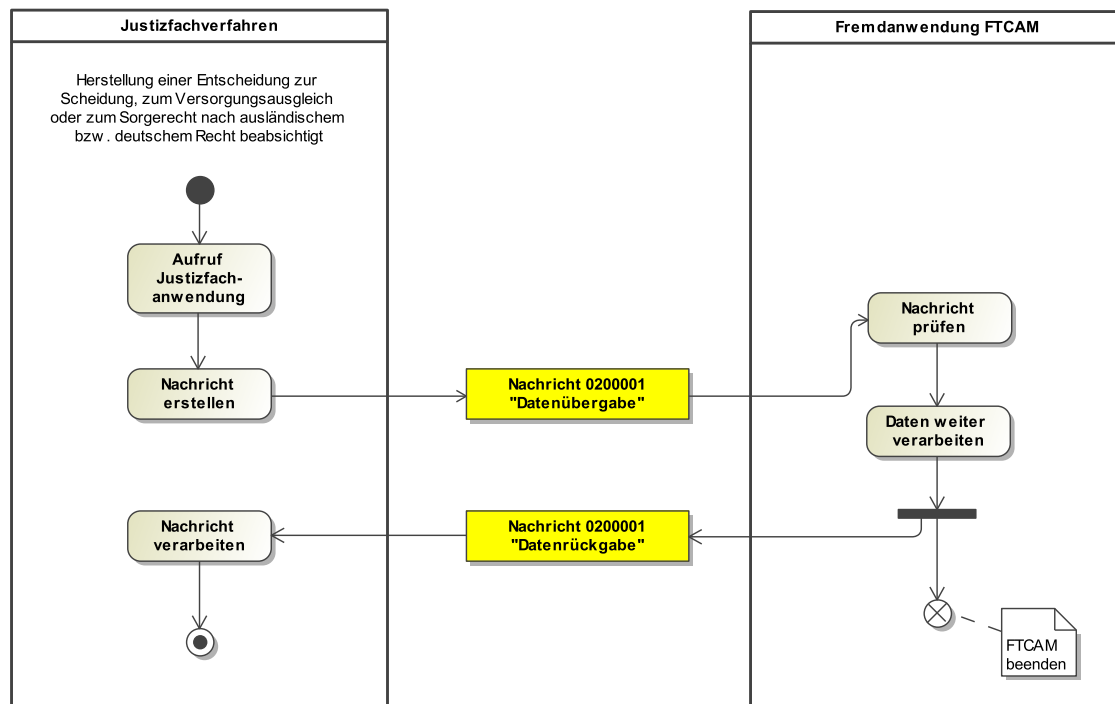 Justizfachverfahren
Fremdanwendung FTCAM
Herstellung einer Entscheidung zur
Scheidung, zum Versorgungsausgleich
oder zum Sorgerecht nach ausländischem
bzw. deutschem Recht beabsichtigt
Aufruf
Justizfach-
anwendung
Nachricht
erstellen
Nachricht 0200001
"Datenübergabe"
Nachricht
prüfen
Daten weiter
verarbeiten
Nachricht
verarbeiten
Nachricht 0200001
"Datenrückgabe"
FTCAM
beenden